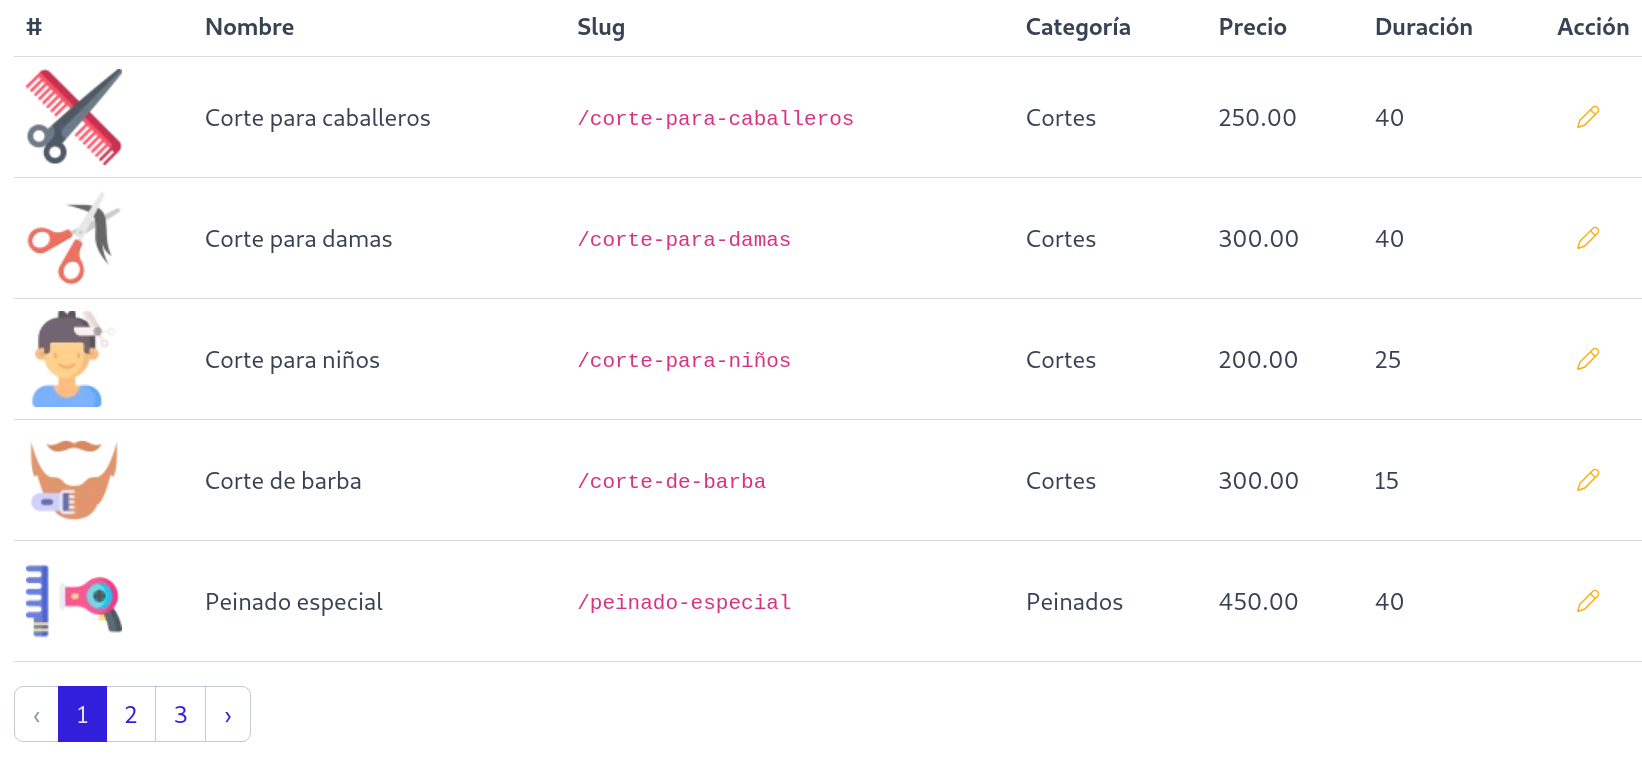 # Nombre Slug Categoría Precio Duración Acción
Corte para caballeros /corte-para-caballeros Cortes 250.00 40
Corte para damas /corte-para-damas Cortes 300.00 40
Corte para niños /corte-para-niños Cortes 200.00 25
Corte de barba /corte-de-barba Cortes 300.00 15
Peinado especial /peinado-especial Peinados 450.00 40
‹ 1 2 3 ›